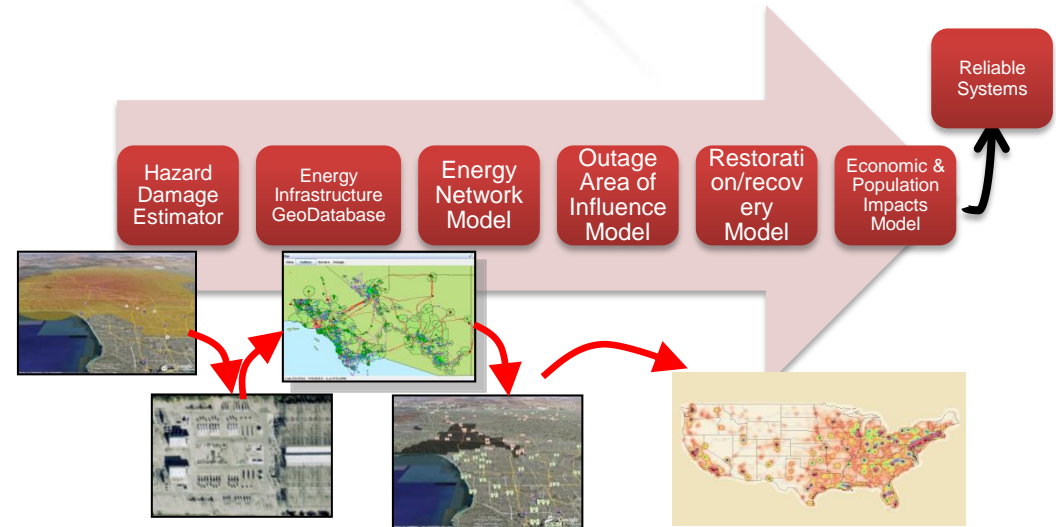 Reliable
Systems
Hazard
Damage
Estimator
Energy
Infrastructure
GeoDatabase
Energy
Network
Model
Outage
Area of
Influence
Model
Restorati
on/recov
ery
Model
Economic &
Population
Impacts
Model